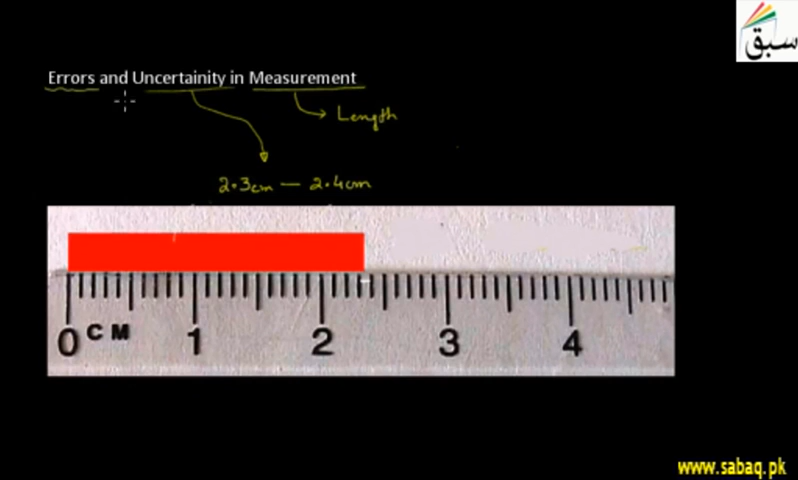 سبق
Errors and Uncertainity in Measurement
Length
2.3cm — 2.4cm
0 CM 1 2 3 4
www.sabaq.pk